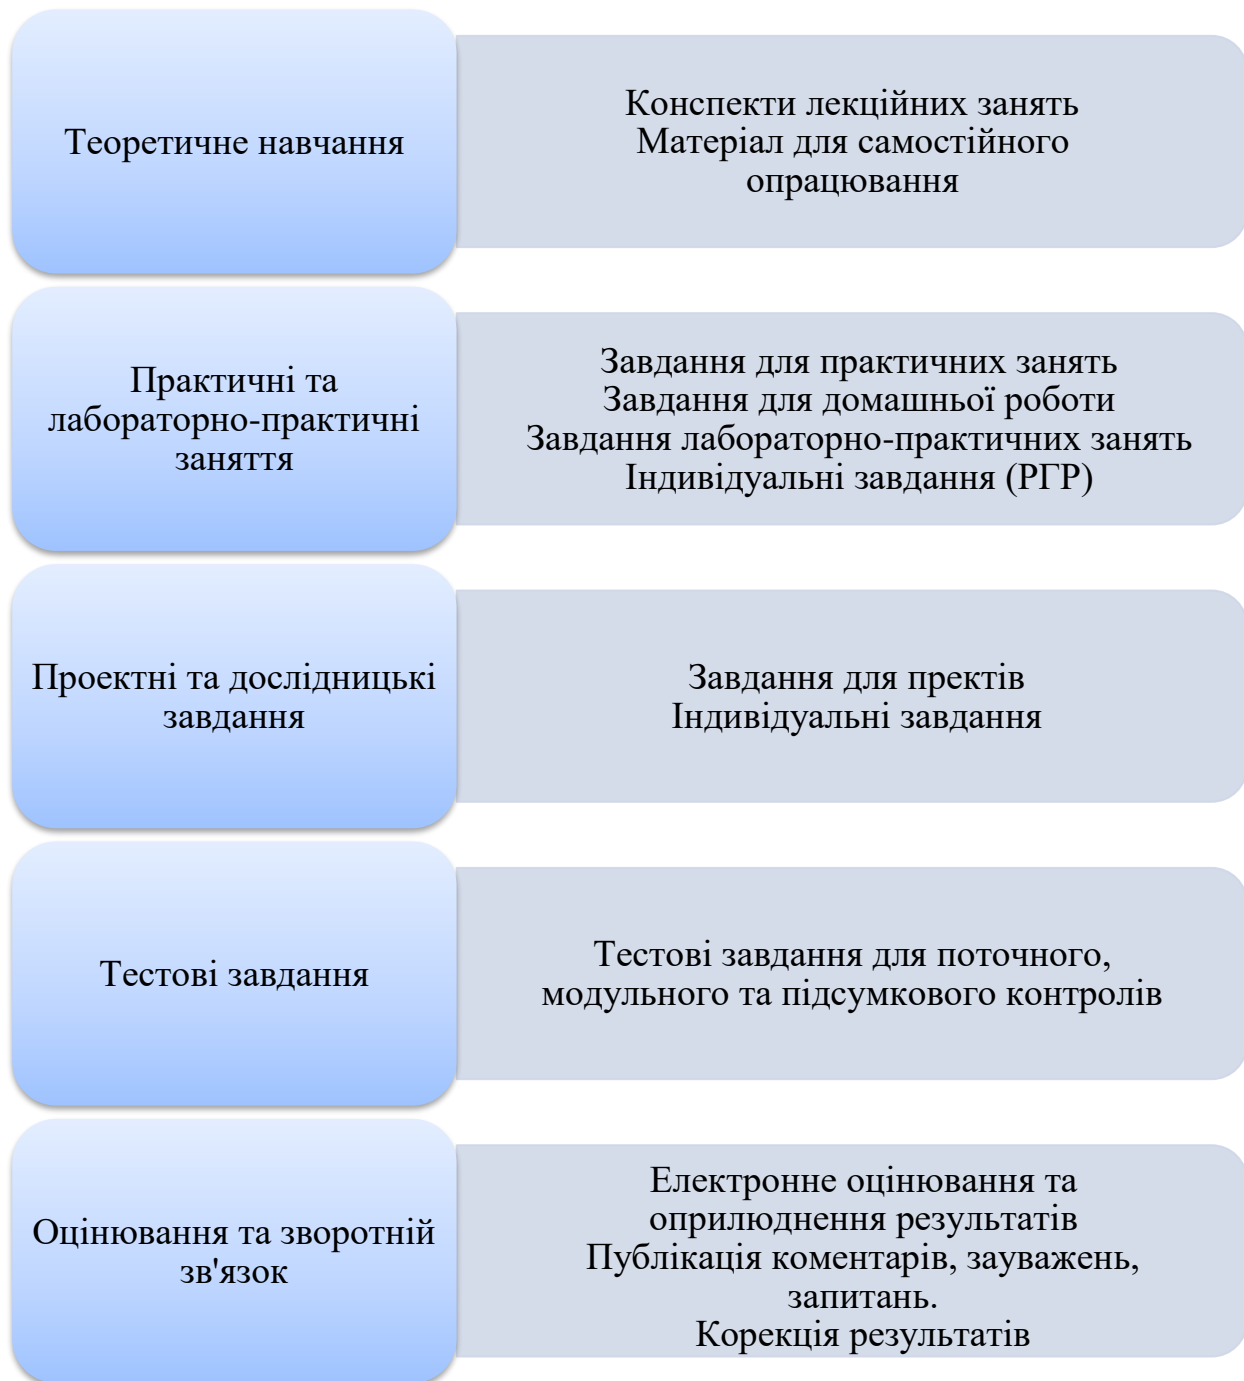 Теоретичне навчання
Конспекти лекційних занять
Матеріал для самостійного
опрацювання
Практичні та
лабораторно-практичні
заняття
Завдання для практичних занять
Завдання для домашньої роботи
Завдання лабораторно-практичних занять
Індивідуальні завдання (РГР)
Проектні та дослідницькі
завдання
Завдання для пректів
Індивідуальні завдання
Тестові завдання
Тестові завдання для поточного,
модульного та підсумкового контролів
Оцінювання та зворотній
зв'язок
Електронне оцінювання та
оприлюднення результатів
Публікація коментарів, зауважень,
запитань.
Корекція результатів